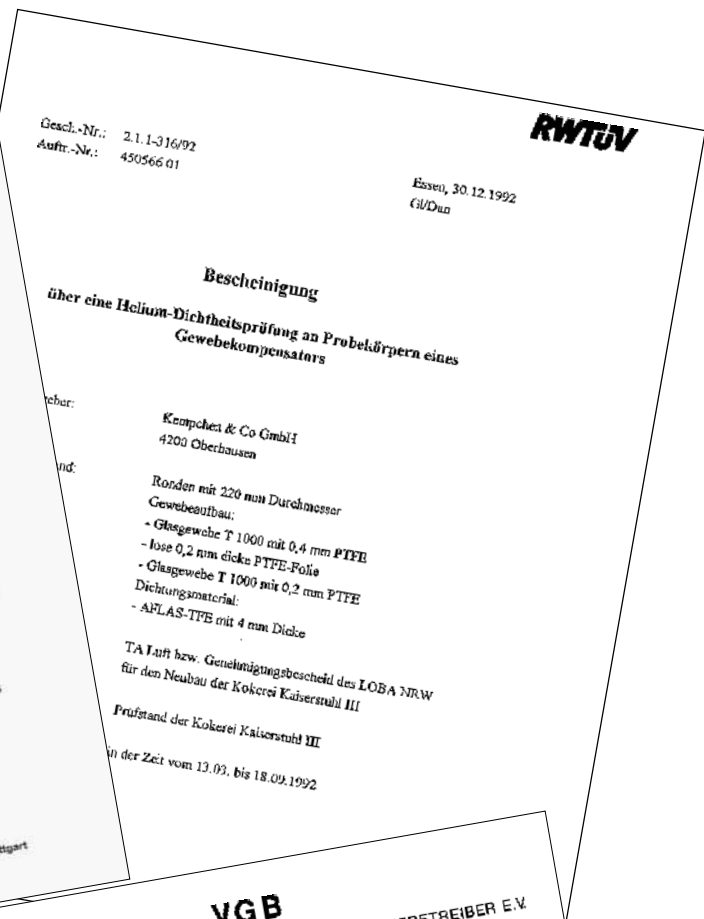 RWTÜV
Gesch.-Nr.: 2.1.1-316/92
Auftr.-Nr.: 450566 01
Essen, 30.12.1992
Gl/Dun
Bescheinigung
über eine Helium-Dichtheitsprüfung an Probekörpern eines
Gewebekompensators
eber:
Kempchen & Co GmbH
4200 Oberhausen
nd:
Ronden mit 220 mm Durchmesser
Gewebeaufbau:
- Glasgewebe T 1000 mit 0,4 mm PTFE
- lose 0,2 mm dicke PTFE-Folie
- Glasgewebe T 1000 mit 0,2 mm PTFE
Dichtungsmaterial:
- AFLAS-TFE mit 4 mm Dicke
TA Luft bzw. Genehmigungsbescheid des LOBA NRW
für den Neubau der Kokerei Kaiserstuhl III
Prüfstand der Kokerei Kaiserstuhl III
in der Zeit vom 13.03. bis 18.09.1992
ttgart
VGB
BETREIBER E.V.